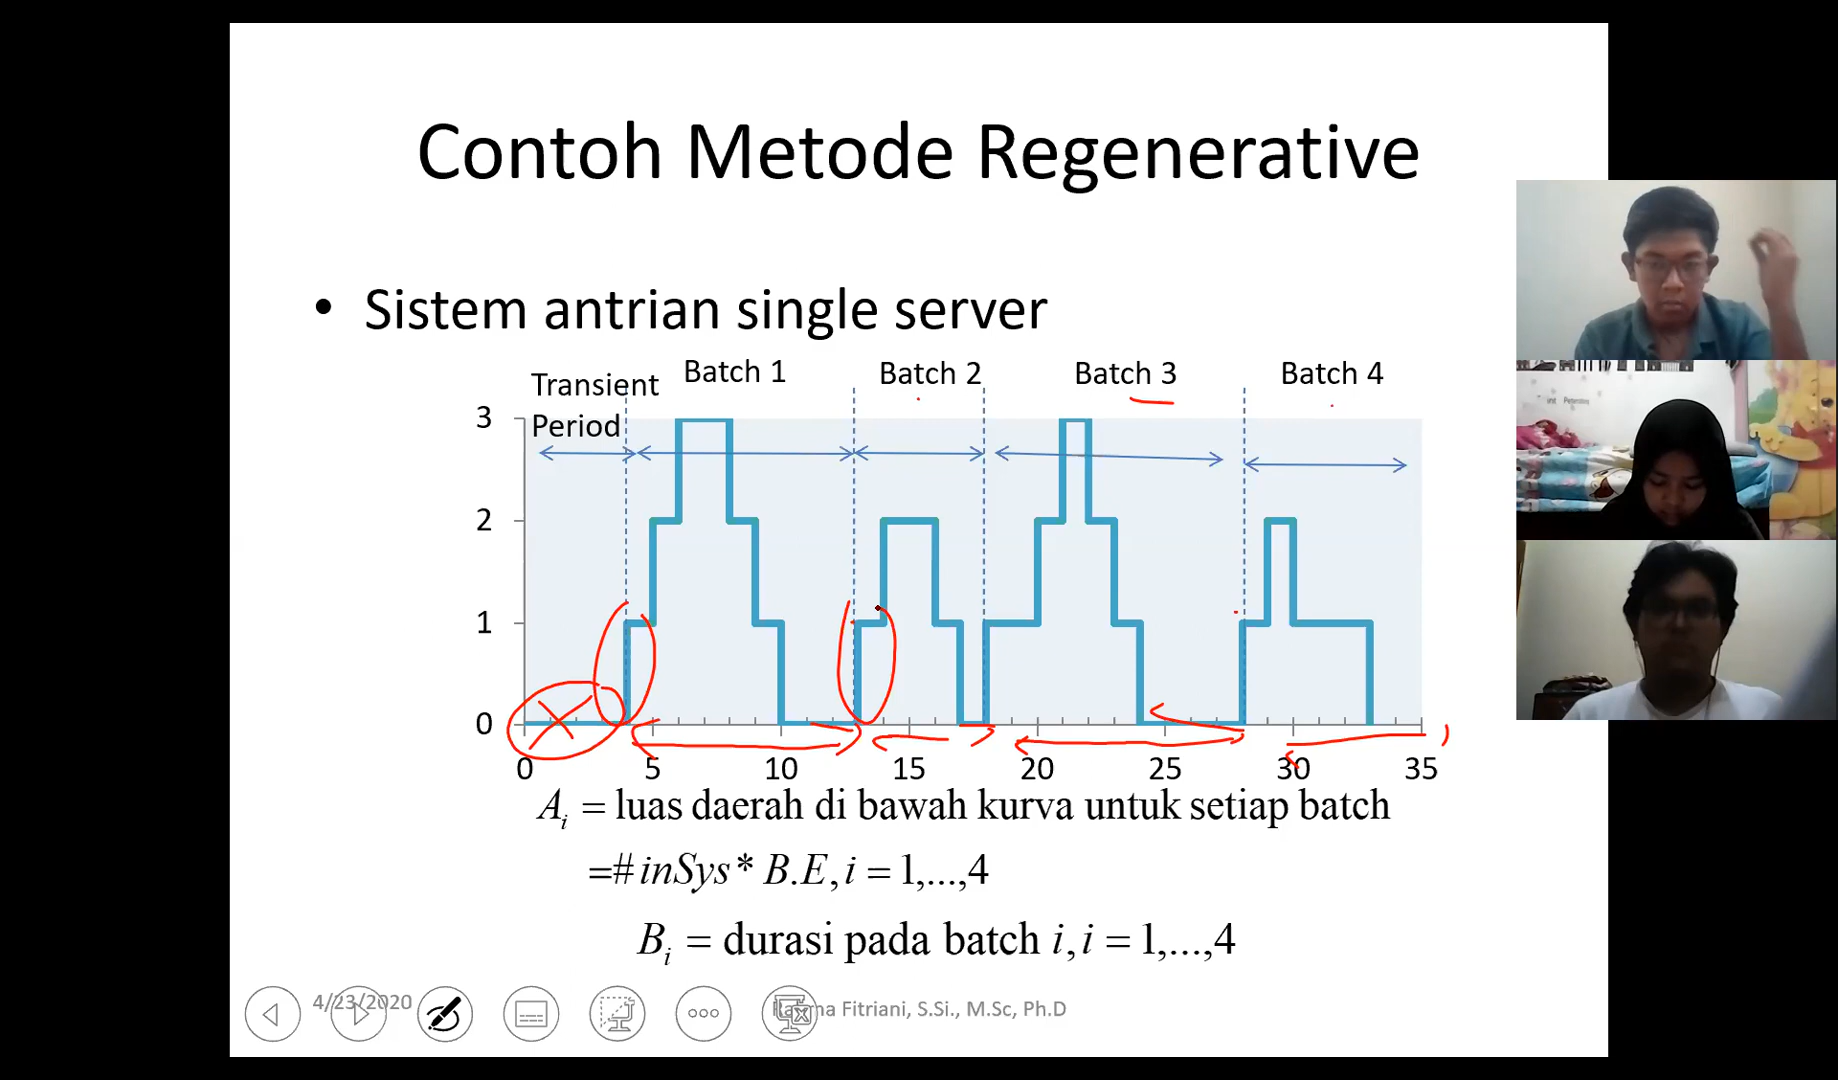 Contoh Metode Regenerative
• Sistem antrian single server
Transient Period
Batch 1
Batch 2
Batch 3
Batch 4
3
2
1
0
0 5 10 15 20 25 30 35
A_i = luas daerah di bawah kurva untuk setiap batch
=# inSys * B.E, i = 1,...,4
B_i = durasi pada batch i, i = 1,...,4
4/23/2020
Fitriani, S.Si., M.Sc, Ph.D